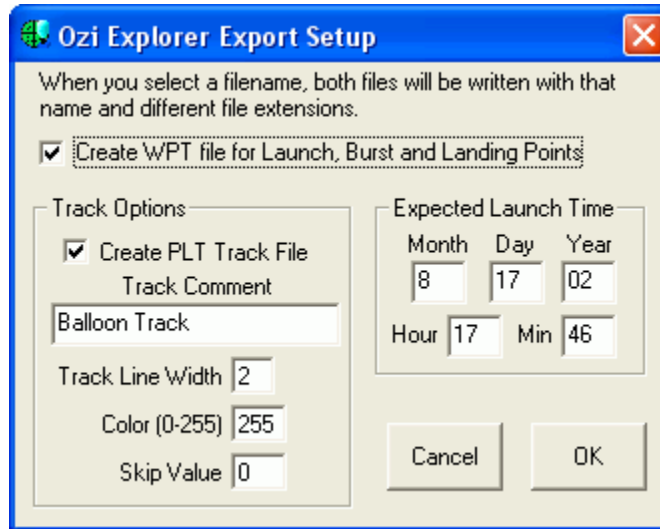 Ozi Explorer Export Setup
When you select a filename, both files will be written with that
name and different file extensions.
Create WPT file for Launch, Burst and Landing Points
Track Options
Create PLT Track File
Track Comment
Balloon Track
Track Line Width 2
Color (0-255) 255
Skip Value 0
Expected Launch Time
Month Day Year
8 17 02
Hour 17 Min 46
Cancel OK